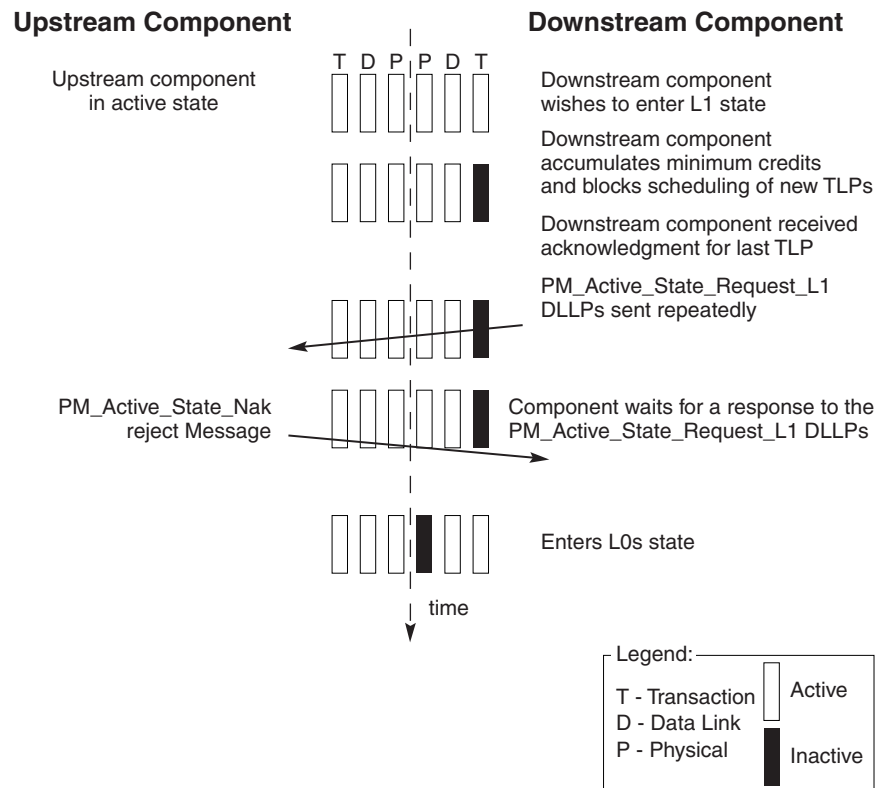 Upstream Component
Downstream Component
T D P P D T
Upstream component
in active state
Downstream component
wishes to enter L1 state
Downstream component
accumulates minimum credits
and blocks scheduling of new TLPs
Downstream component received
acknowledgment for last TLP
PM_Active_State_Request_L1
DLLPs sent repeatedly
PM_Active_State_Nak
reject Message
Component waits for a response to the
PM_Active_State_Request_L1 DLLPs
Enters L0s state
time
Legend:
T - Transaction
D - Data Link
P - Physical
Active
Inactive